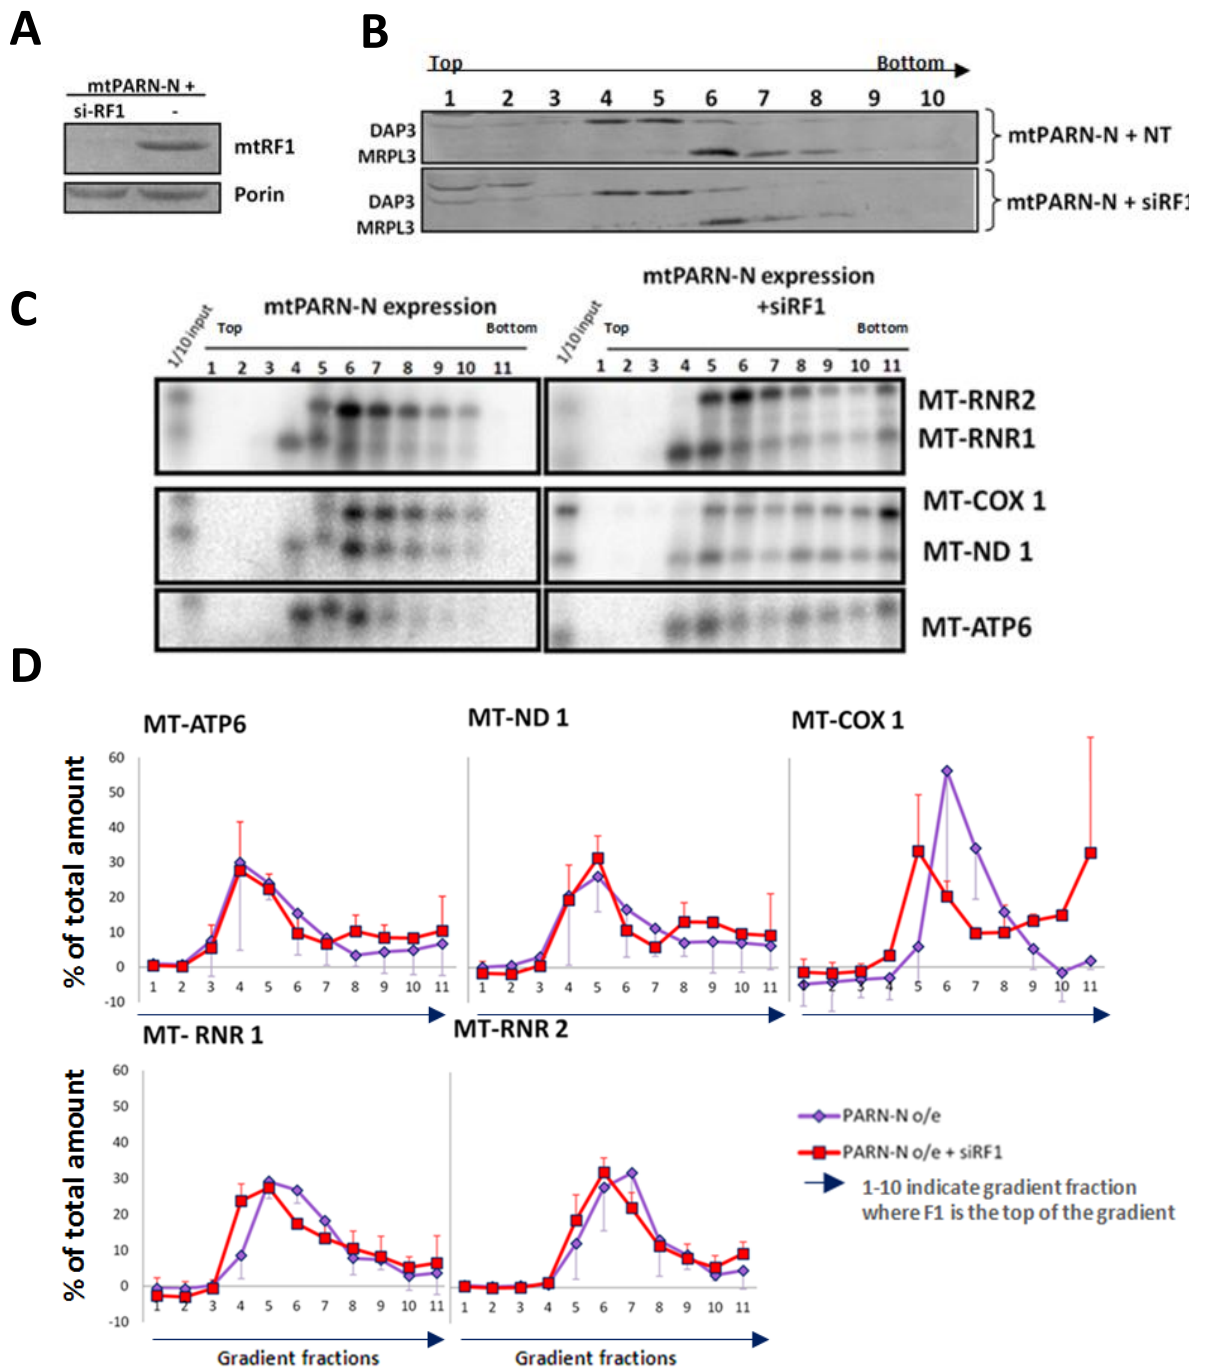 A
mtPARN-N +
si-RF1 -
mtRF1
Porin
B
Top Bottom
1 2 3 4 5 6 7 8 9 10
DAP3
MRPL3
mtPARN-N + NT
DAP3
MRPL3
mtPARN-N + siRF1
C
mtPARN-N expression
1/10 input
Top Bottom
1 2 3 4 5 6 7 8 9 10 11
mtPARN-N expression
+siRF1
1/10 input
Top Bottom
1 2 3 4 5 6 7 8 9 10 11
MT-RNR2
MT-RNR1
MT-COX 1
MT-ND 1
MT-ATP6
D
MT-ATP6
MT-ND 1
MT-COX 1
% of total amount
60
50
40
30
20
10
0
-10
1 2 3 4 5 6 7 8 9 10 11
1 2 3 4 5 6 7 8 9 10 11
1 2 3 4 5 6 7 8 9 10 11
MT- RNR 1
MT-RNR 2
% of total amount
60
50
40
30
20
10
0
-10
1 2 3 4 5 6 7 8 9 10 11
1 2 3 4 5 6 7 8 9 10 11
Gradient fractions
Gradient fractions
PARN-N o/e
PARN-N o/e + siRF1
1-10 indicate gradient fraction
where F1 is the top of the gradient